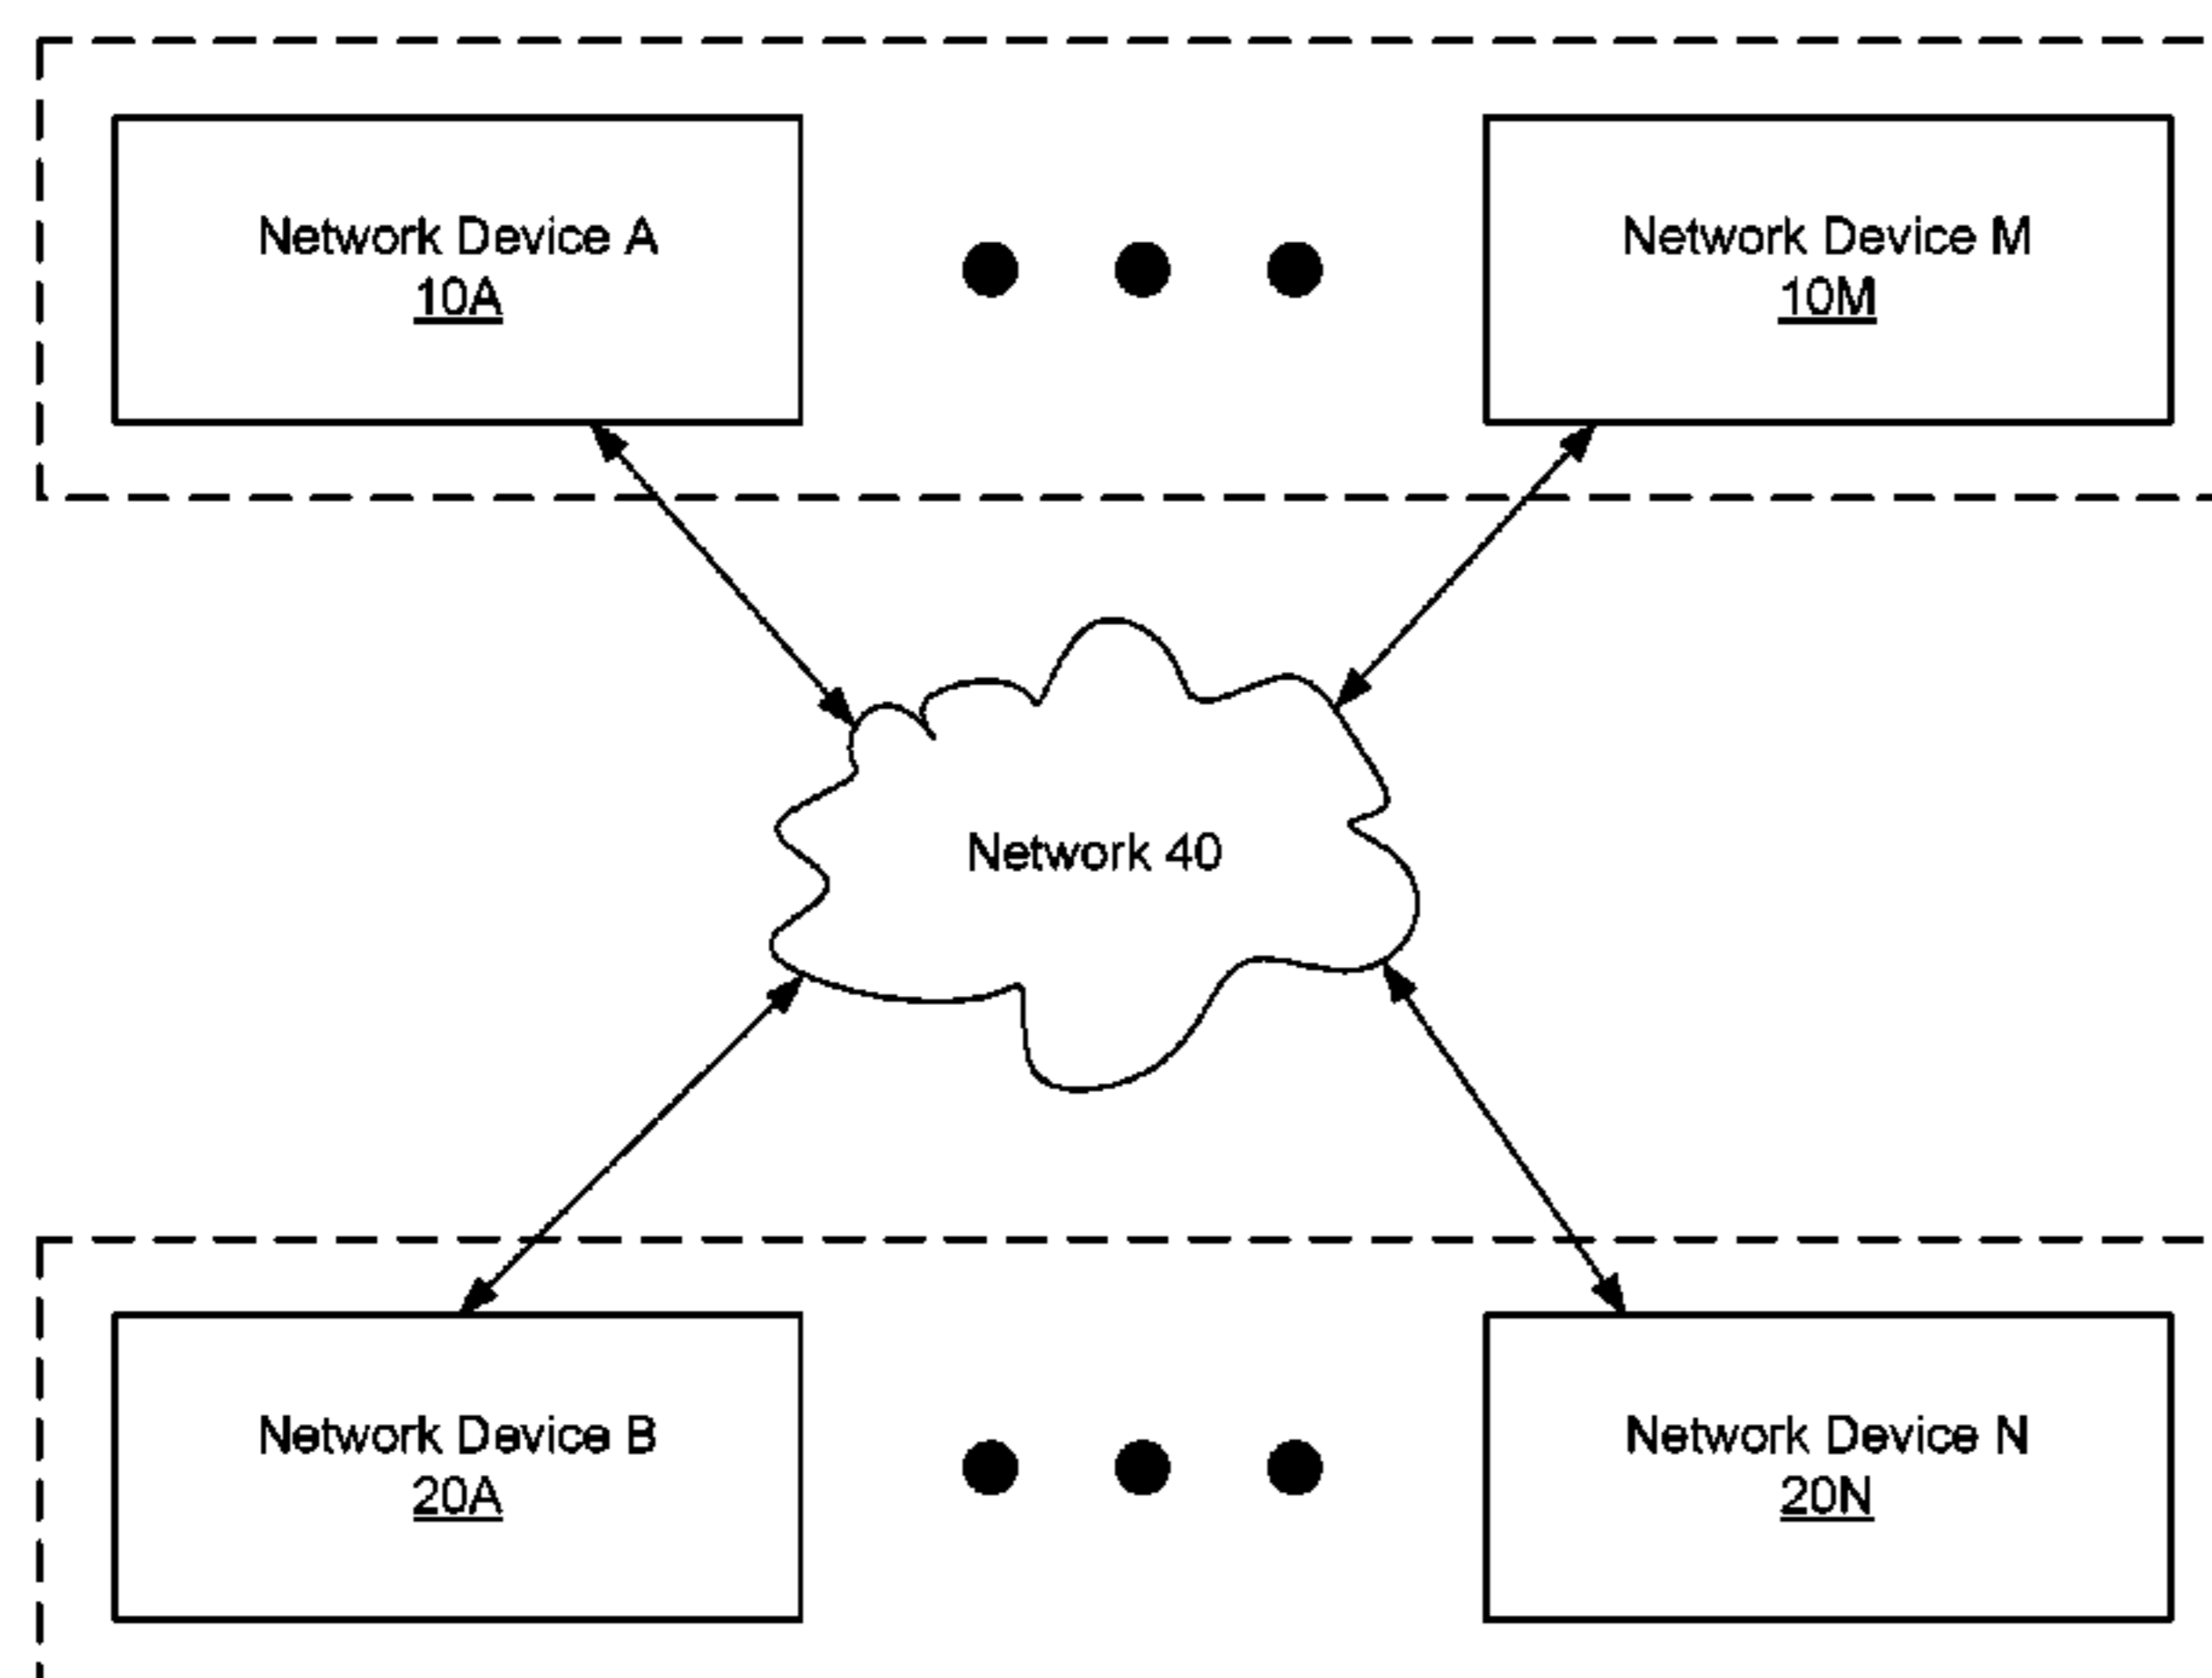 Network Device A
10A
Network Device M
10M
Network 40
Network Device B
20A
Network Device N
20N